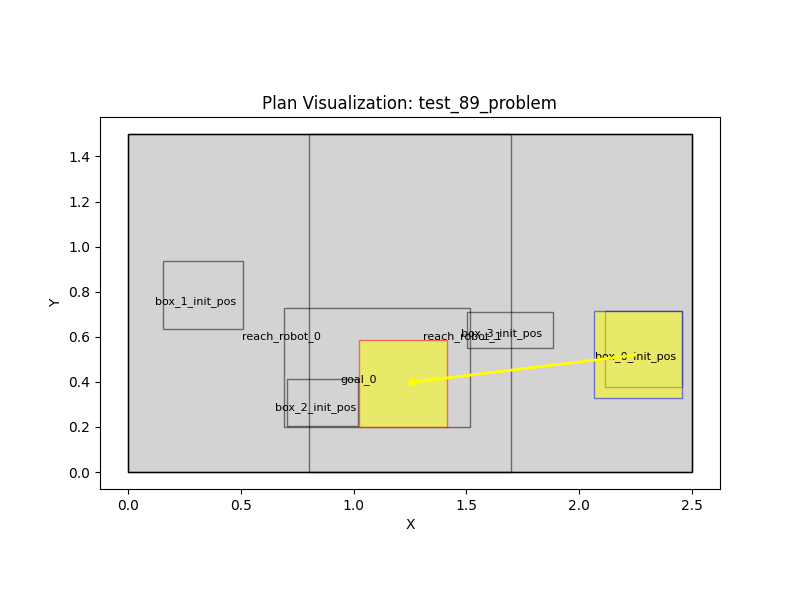 Plan Visualization: test_89_problem
Y
1.4
1.2
1.0
0.8
0.6
0.4
0.2
0.0
box_1_init_pos
reach_robot_0
reach_robot_1
box_3_init_pos
box_0_init_pos
goal_0
box_2_init_pos
0.0
0.5
1.0
1.5
2.0
2.5
X